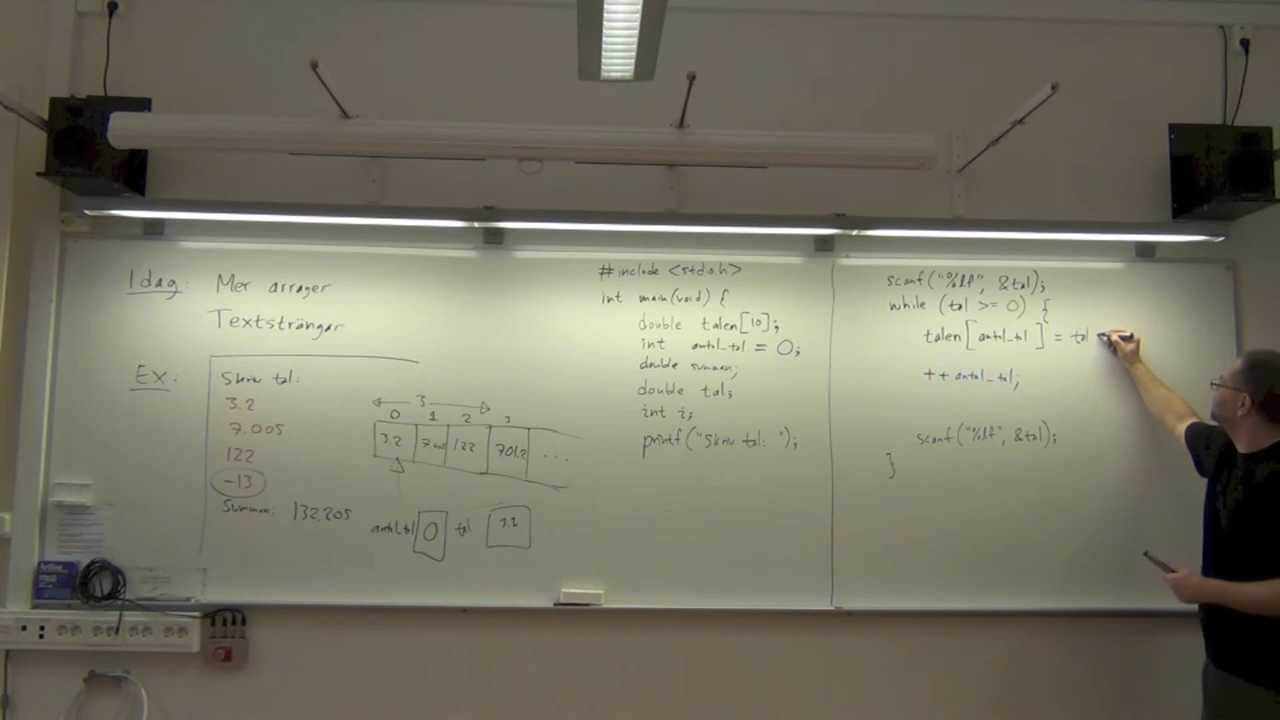 Idag: Mer arrayer
Textsträngar
Ex:
Skriv tal:
3.2
7.005
122
-13
Summan: 132.205
3
0 1 2 3
3.2 7.005 122 701.2 ...
antal_tal 0 tal 3.2
#include <stdio.h>
int main(void) {
double talen[10];
int antal_tal = 0;
double summan;
double tal;
int i;
printf("Skriv tal: ");
scanf("%lf", &tal);
while (tal >= 0) {
talen[antal_tal] = tal
++antal_tal;
scanf("%lf", &tal);
}